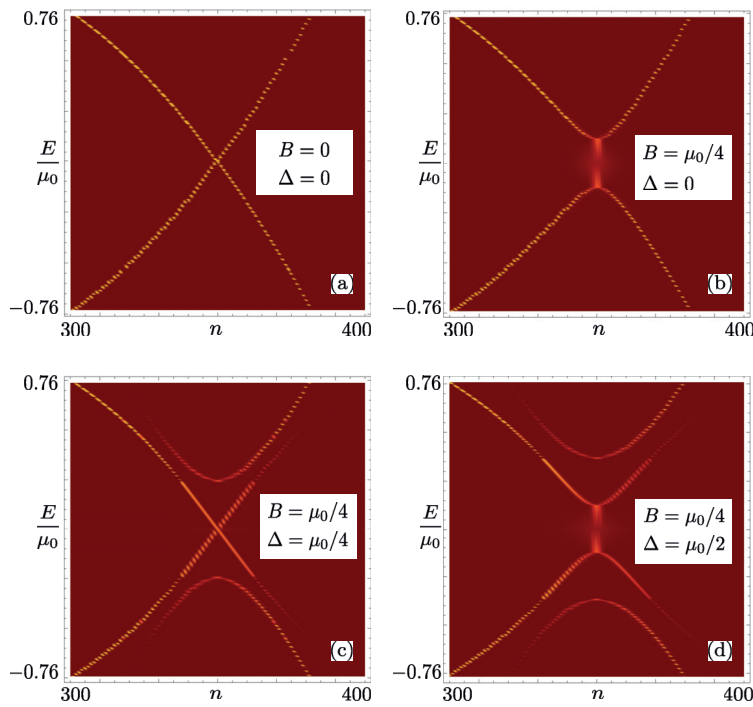 0.76
E
μ₀
B = 0
Δ = 0
(a)
−0.76
300
n
400
0.76
E
μ₀
B = μ₀/4
Δ = 0
(b)
−0.76
300
n
400
0.76
E
μ₀
B = μ₀/4
Δ = μ₀/4
(c)
−0.76
300
n
400
0.76
E
μ₀
B = μ₀/4
Δ = μ₀/2
(d)
−0.76
300
n
400